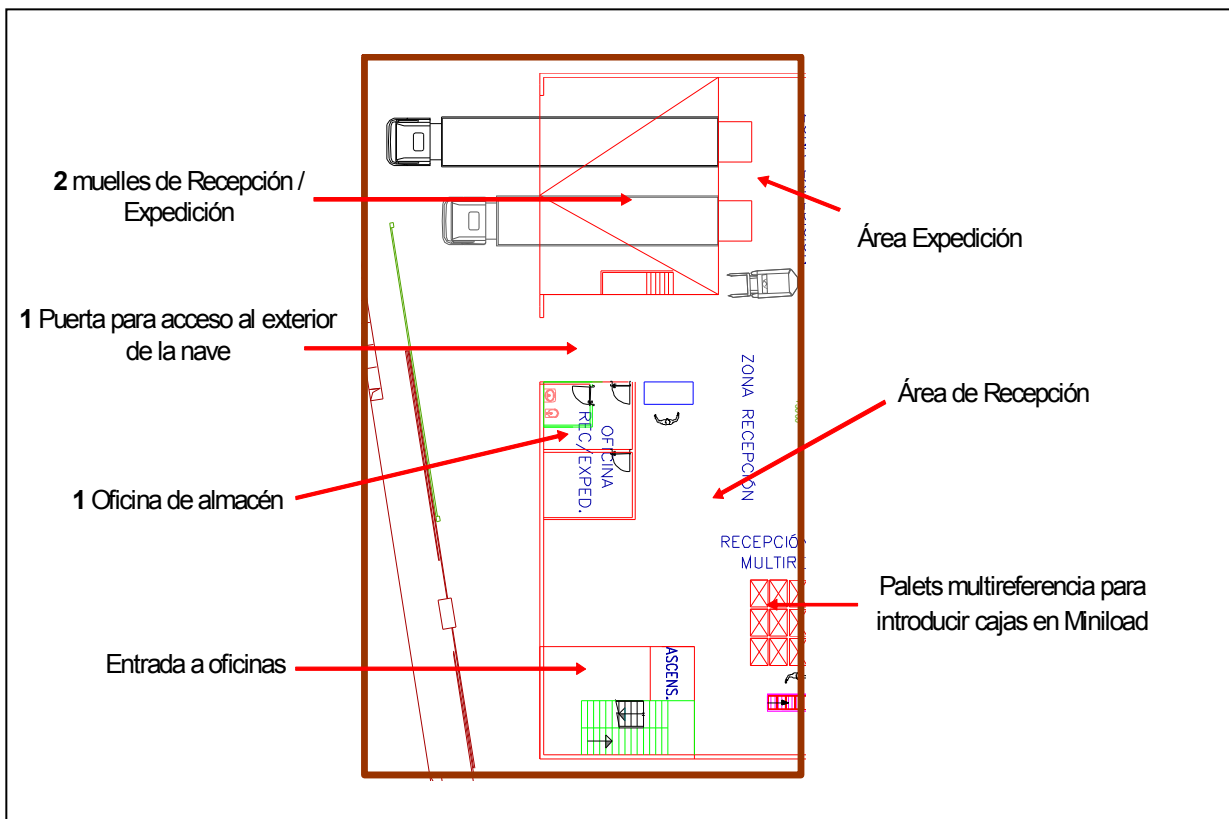 2 muelles de Recepción /
Expedición
Área Expedición
1 Puerta para acceso al exterior
de la nave
Área de Recepción
ZONA RECEPCIÓN
OFICINA
REC/EXPED.
1 Oficina de almacén
RECEPCIÓ
MULTIR
Palets multireferencia para
introducir cajas en Miniload
Entrada a oficinas
ASCENS.